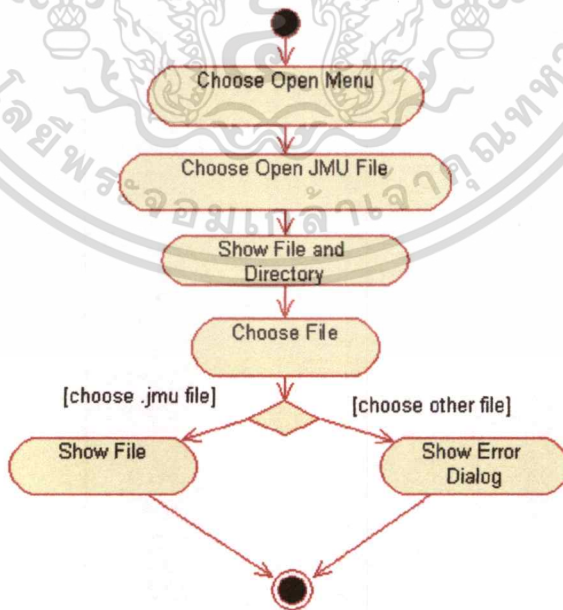 Choose Open Menu
Choose Open JMU File
Show File and
Directory
Choose File
[choose .jmu file]
[choose other file]
Show File
Show Error
Dialog